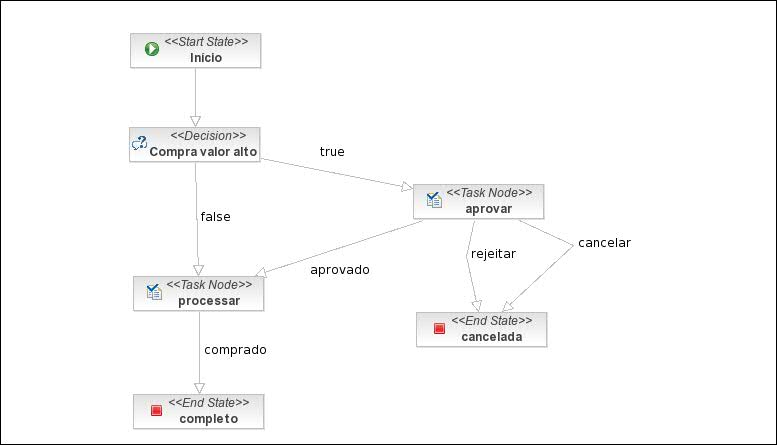 <<Start State>>
Início
<<Decision>>
Compra valor alto
true
<<Task Node>>
aprovar
false
cancelar
rejeitar
aprovado
<<Task Node>>
processar
<<End State>>
cancelada
comprado
<<End State>>
completo